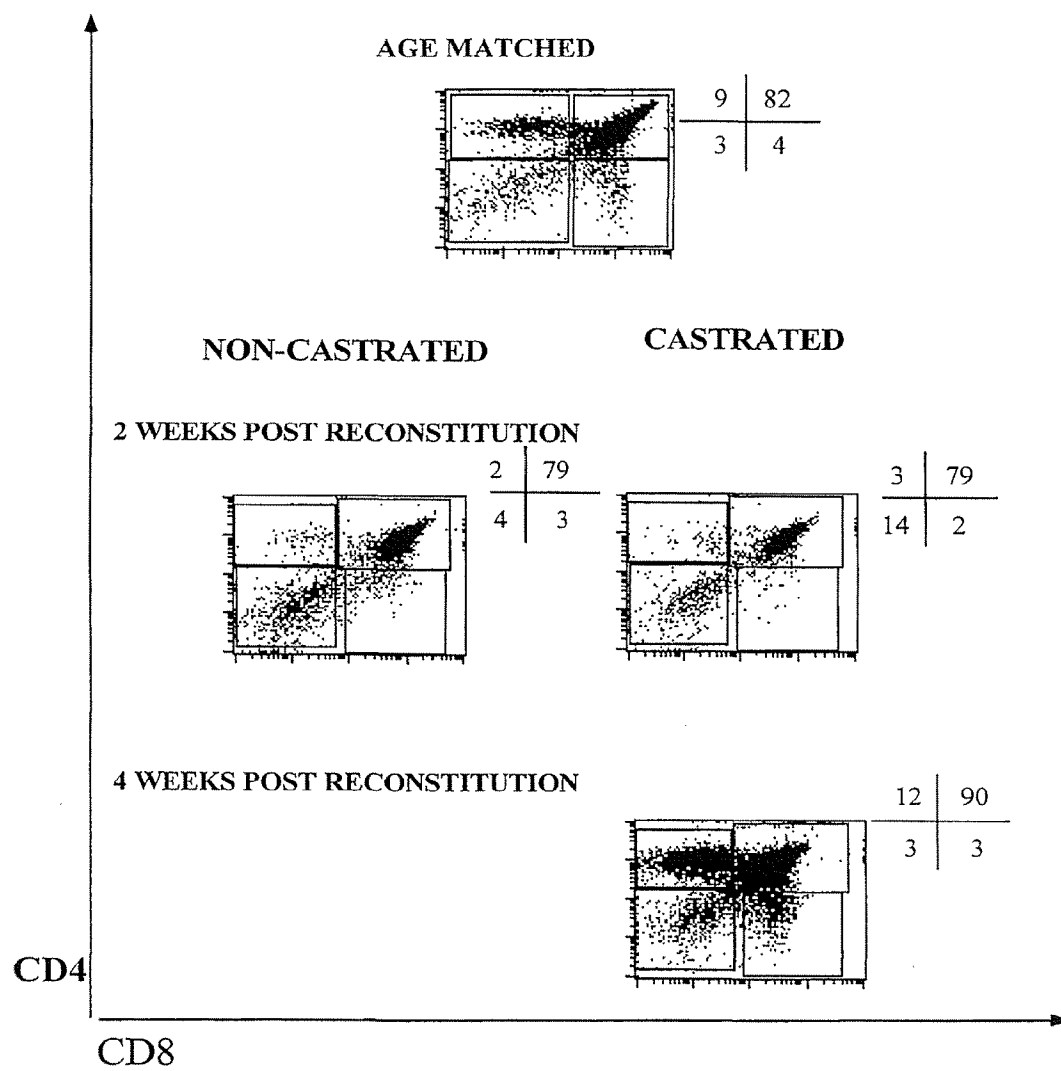 AGE MATCHED
9 82
3 4
NON-CASTRATED
CASTRATED
2 WEEKS POST RECONSTITUTION
2 79
4 3
3 79
14 2
4 WEEKS POST RECONSTITUTION
12 90
3 3
CD4
CD8